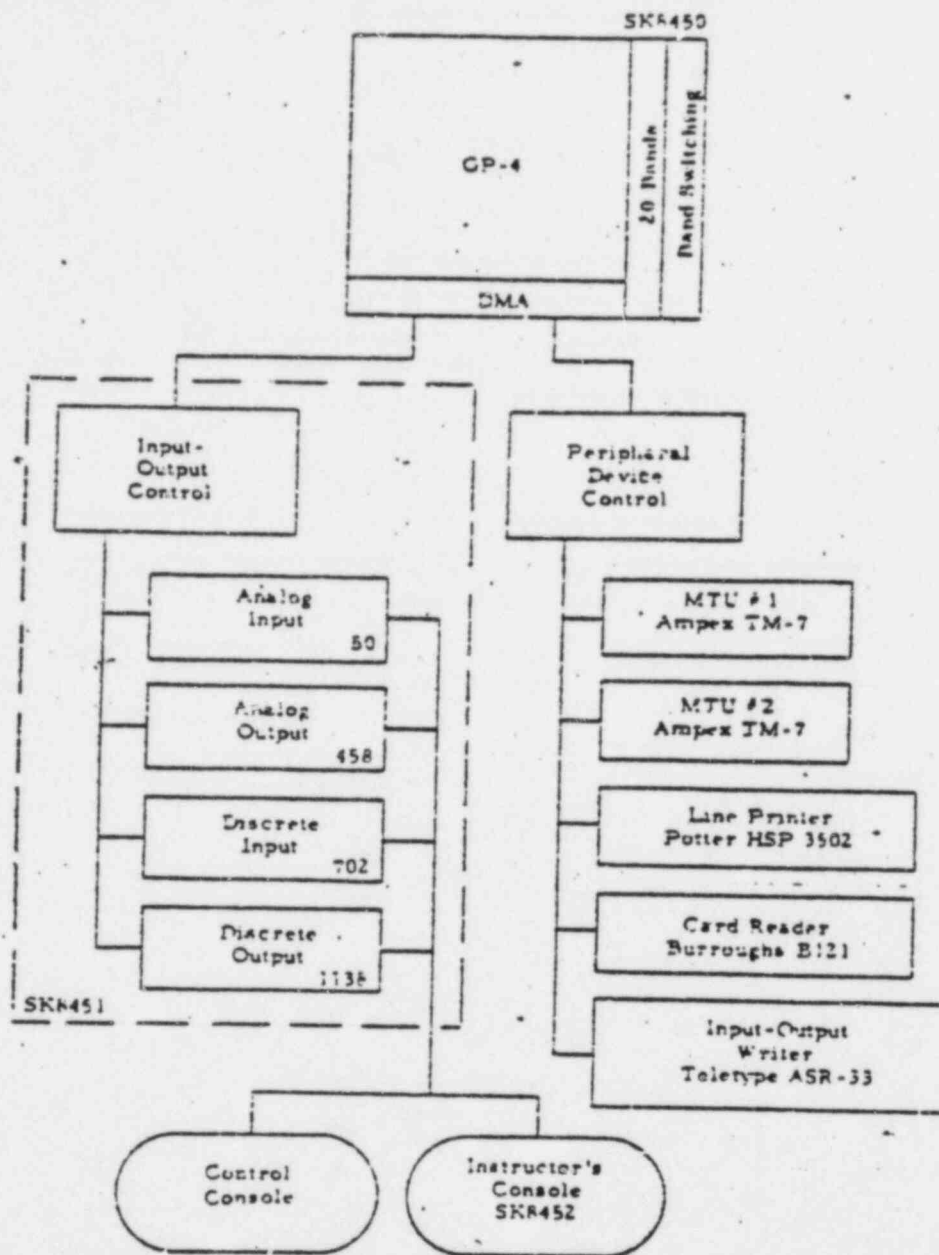 SK8450
GP-4
20 Bands
Band Switching
DMA
Input-
Output
Control
Peripheral
Device
Control
Analog
Input
50
Analog
Output
458
Discrete
Input
702
Discrete
Output
1138
SK8451
MTU #1
Ampex TM-7
MTU #2
Ampex TM-7
Line Printer
Potter HSP 3502
Card Reader
Burroughs B121
Input-Output
Writer
Teletype ASR-33
Control
Console
Instructor's
Console
SK8452